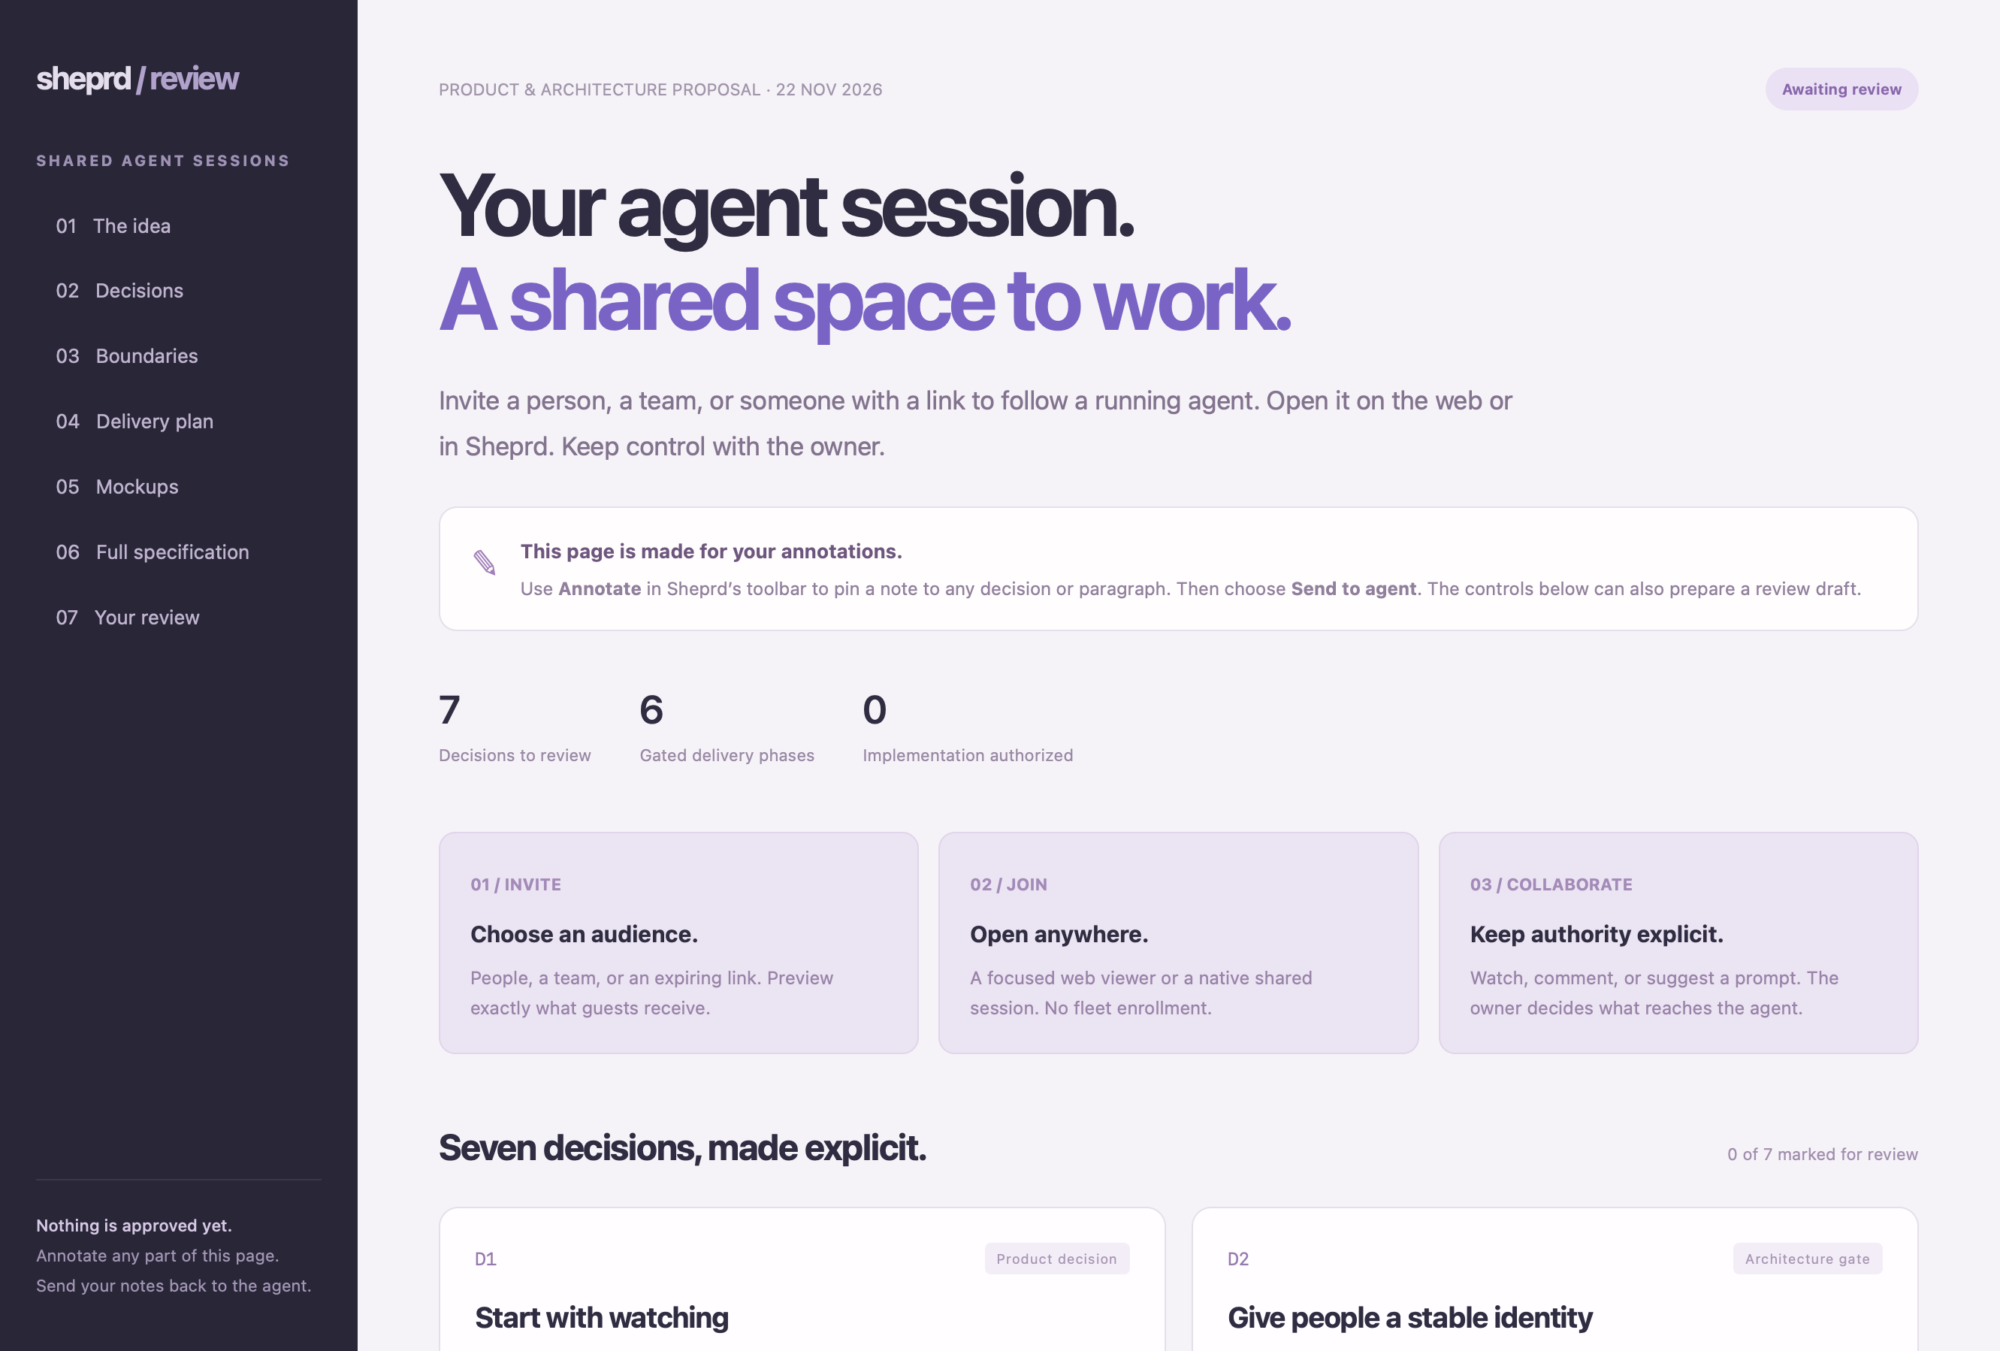 sheprd / review
SHARED AGENT SESSIONS
01 The idea
02 Decisions
03 Boundaries
04 Delivery plan
05 Mockups
06 Full specification
07 Your review
Nothing is approved yet.
Annotate any part of this page.
Send your notes back to the agent.
PRODUCT & ARCHITECTURE PROPOSAL · 22 NOV 2026
Awaiting review
Your agent session.
A shared space to work.
Invite a person, a team, or someone with a link to follow a running agent. Open it on the web or
in Sheprd. Keep control with the owner.
This page is made for your annotations.
Use Annotate in Sheprd’s toolbar to pin a note to any decision or paragraph. Then choose Send to agent. The controls below can also prepare a review draft.
7
Decisions to review
6
Gated delivery phases
0
Implementation authorized
01 / INVITE
Choose an audience.
People, a team, or an expiring link. Preview
exactly what guests receive.
02 / JOIN
Open anywhere.
A focused web viewer or a native shared
session. No fleet enrollment.
03 / COLLABORATE
Keep authority explicit.
Watch, comment, or suggest a prompt. The
owner decides what reaches the agent.
Seven decisions, made explicit.
0 of 7 marked for review
D1
Product decision
Start with watching
D2
Architecture gate
Give people a stable identity